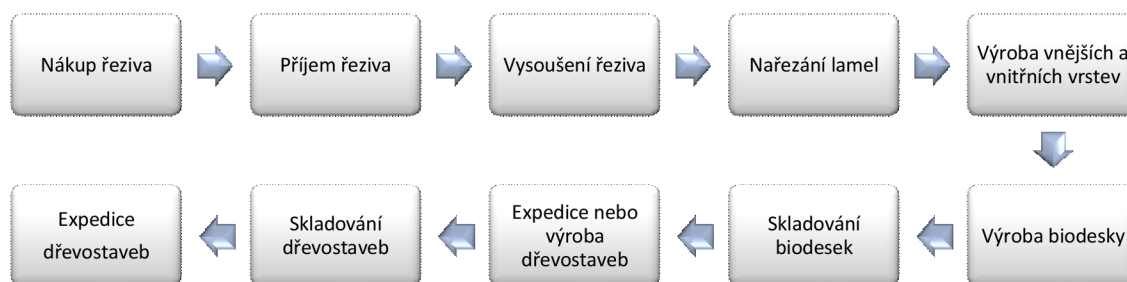 Nákup řeziva
Příjem řeziva
Vysoušení řeziva
Nařezání lamel
Výroba vnějších a
vnitřních vrstev
Výroba biodesky
Skladování
biodesek
Expedice nebo
výroba
dřevostaveb
Skladování
dřevostaveb
Expedice
dřevostaveb